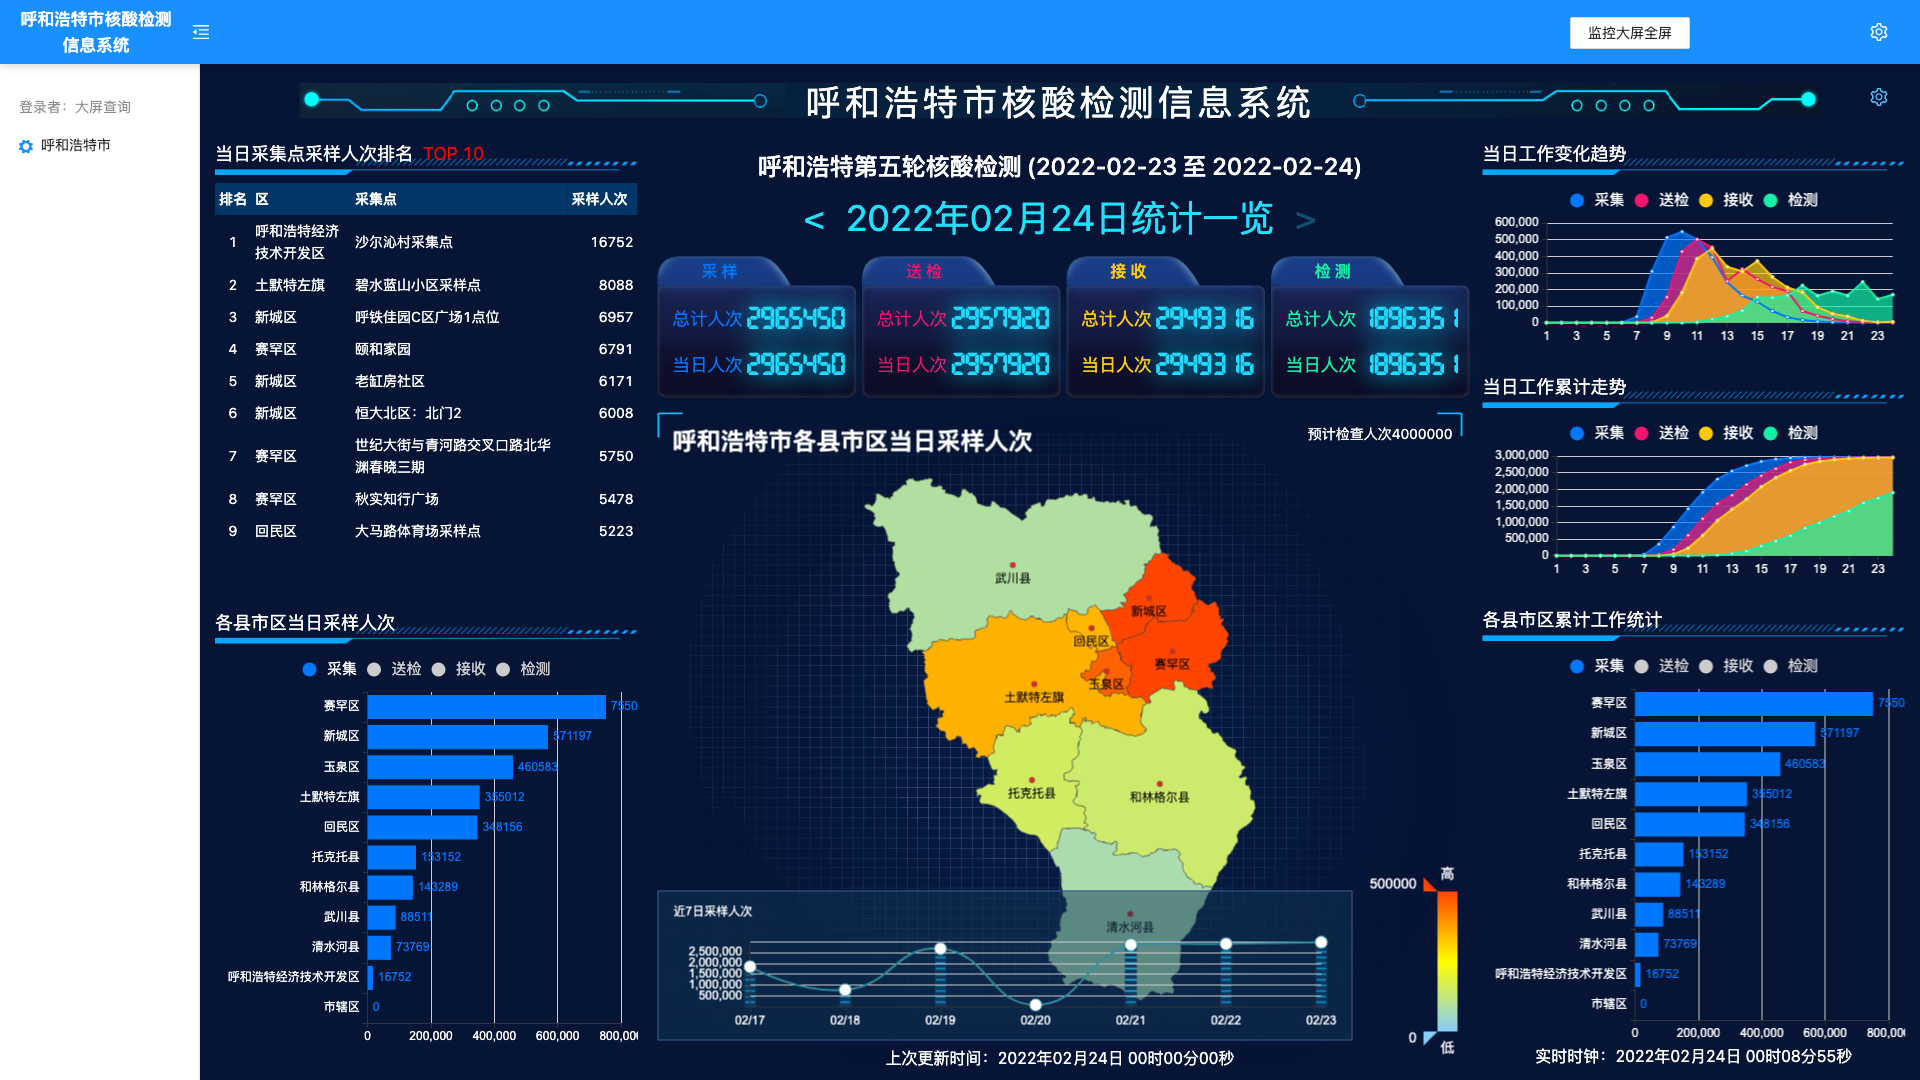 呼和浩特市核酸检测
信息系统
监控大屏全屏
登录者：大屏查询
呼和浩特市
呼和浩特市核酸检测信息系统
当日采集点采样人次排名 TOP 10
排名 区 采集点 采样人次
1 呼和浩特经济技术开发区 沙尔沁村采集点 16752
2 土默特左旗 碧水蓝山小区采样点 8088
3 新城区 呼铁佳园C区广场1点位 6957
4 赛罕区 颐和家园 6791
5 新城区 老缸房社区 6171
6 新城区 恒大北区：北门2 6008
7 赛罕区 世纪大街与青河路交叉口路北华渊春晓三期 5750
8 赛罕区 秋实知行广场 5478
9 回民区 大马路体育场采样点 5223
各县市区当日采样人次
采集 送检 接收 检测
赛罕区 7550
新城区 571197
玉泉区 460583
土默特左旗 355012
回民区 348156
托克托县 153152
和林格尔县 143289
武川县 88511
清水河县 73769
呼和浩特经济技术开发区 16752
市辖区 0
0 200,000 400,000 600,000 800,00
呼和浩特第五轮核酸检测 (2022-02-23 至 2022-02-24)
< 2022年02月24日统计一览 >
采样 送检 接收 检测
总计人次 2965450 总计人次 2957920 总计人次 2949316 总计人次 1896351
当日人次 2965450 当日人次 2957920 当日人次 2949316 当日人次 1896351
呼和浩特市各县市区当日采样人次
预计检查人次4000000
武川县
新城区
回民区
赛罕区
玉泉区
土默特左旗
托克托县
和林格尔县
清水河县
高
500000
0
低
近7日采样人次
2,500,000
2,000,000
1,500,000
1,000,000
500,000
02/17 02/18 02/19 02/20 02/21 02/22 02/23
上次更新时间：2022年02月24日 00时00分00秒
当日工作变化趋势
采集 送检 接收 检测
600,000
500,000
400,000
300,000
200,000
100,000
0
1 3 5 7 9 11 13 15 17 19 21 23
当日工作累计走势
采集 送检 接收 检测
3,000,000
2,500,000
2,000,000
1,500,000
1,000,000
500,000
0
1 3 5 7 9 11 13 15 17 19 21 23
各县市区累计工作统计
采集 送检 接收 检测
赛罕区 7550
新城区 571197
玉泉区 460583
土默特左旗 355012
回民区 348156
托克托县 153152
和林格尔县 143289
武川县 88511
清水河县 73769
呼和浩特经济技术开发区 16752
市辖区 0
0 200,000 400,000 600,000 800,0
实时时钟：2022年02月24日 00时08分55秒